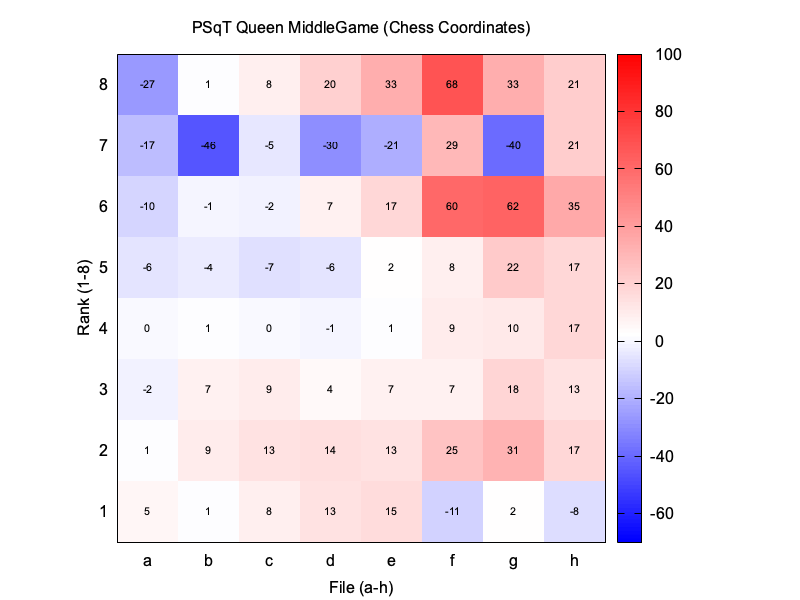 PSqT Queen MiddleGame (Chess Coordinates)
8 -27 1 8 20 33 68 33 21
7 -17 -46 -5 -30 -21 29 -40 21
6 -10 -1 -2 7 17 60 62 35
5 -6 -4 -7 -6 2 8 22 17
4 0 1 0 -1 1 9 10 17
3 -2 7 9 4 7 7 18 13
2 1 9 13 14 13 25 31 17
1 5 1 8 13 15 -11 2 -8
a b c d e f g h
File (a-h)
Rank (1-8)
100
80
60
40
20
0
-20
-40
-60